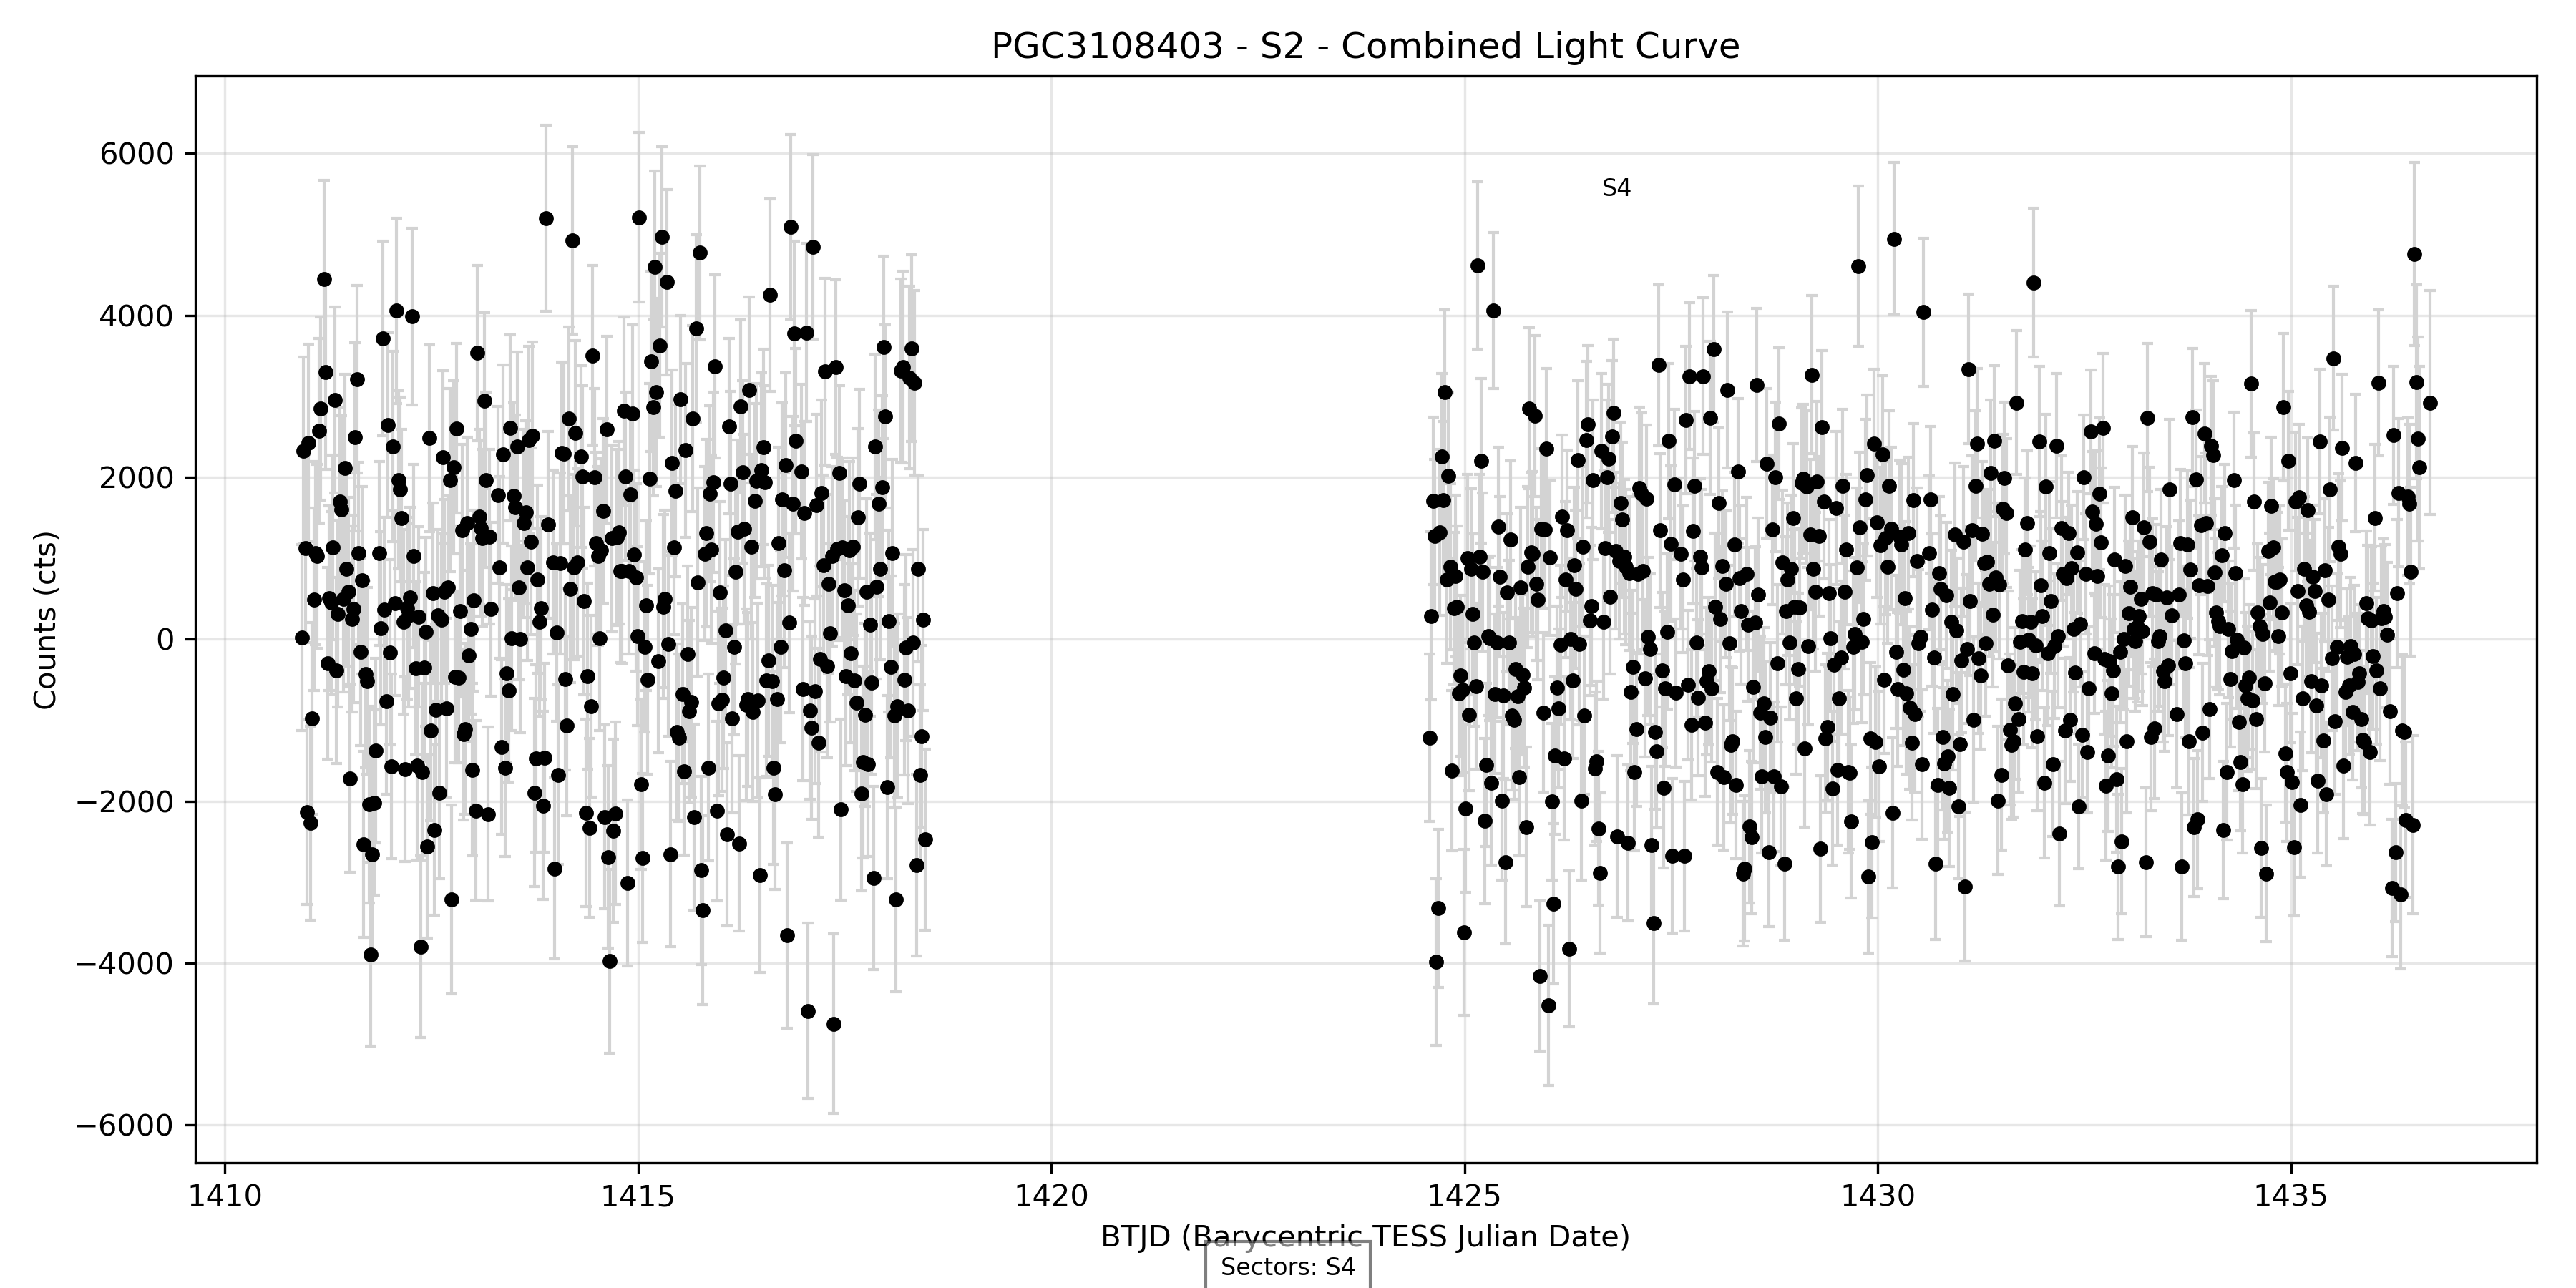 PGC3108403 - S2 - Combined Light Curve
Counts (cts)
6000
4000
2000
0
−2000
−4000
−6000
S4
1410 1415 1420 1425 1430 1435
BTJD (Barycentric TESS Julian Date)
Sectors: S4